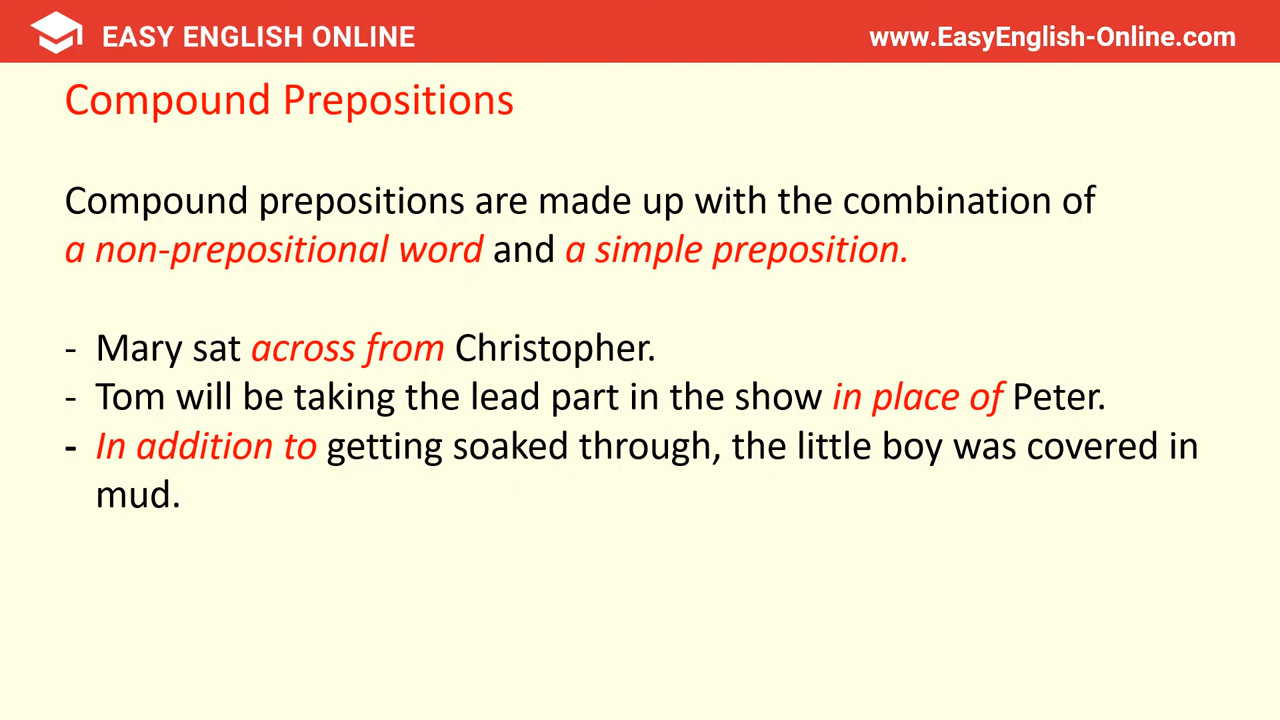 EASY ENGLISH ONLINE
www.EasyEnglish-Online.com
Compound Prepositions
Compound prepositions are made up with the combination of
a non-prepositional word and a simple preposition.
- Mary sat across from Christopher.
- Tom will be taking the lead part in the show in place of Peter.
- In addition to getting soaked through, the little boy was covered in
mud.